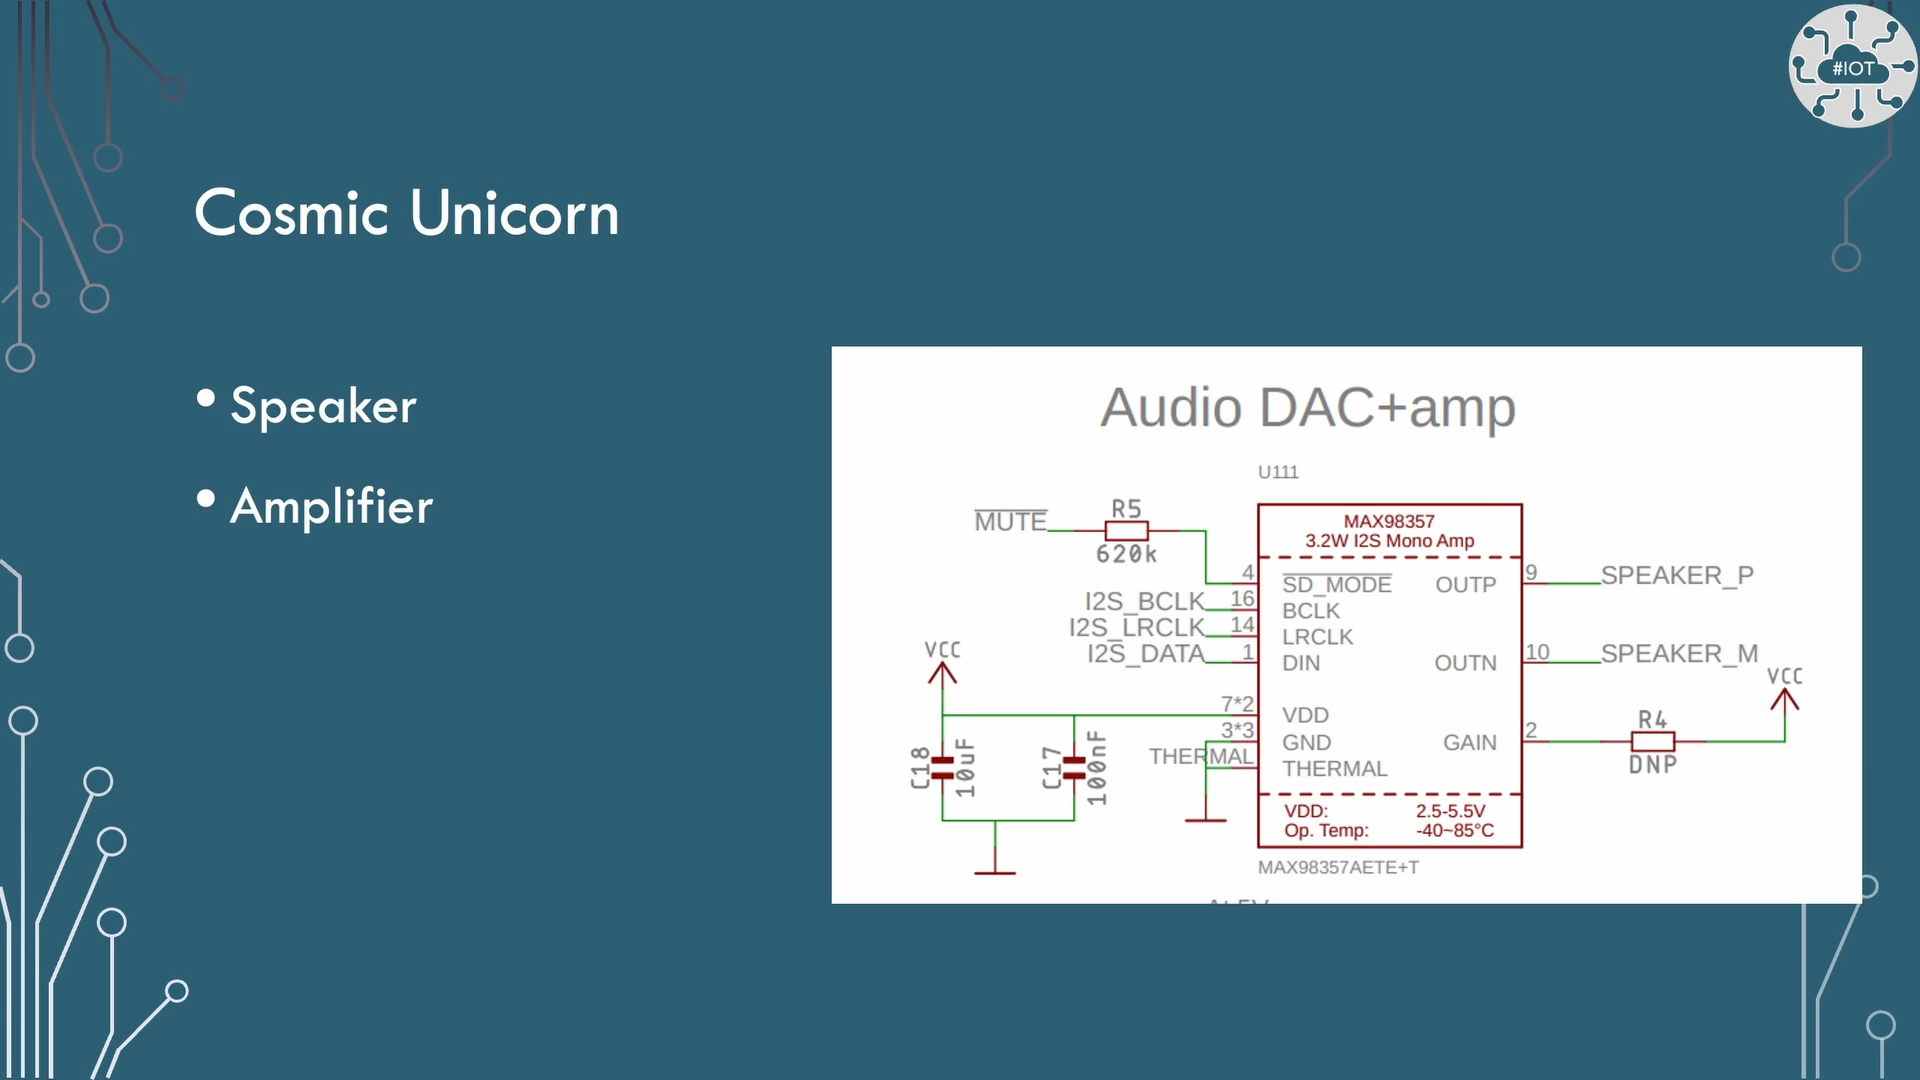 #IOT
Cosmic Unicorn
• Speaker
• Amplifier
Audio DAC+amp
U111
MUTE
R5
620k
MAX98357
3.2W I2S Mono Amp
4
SD_MODE
OUTP
9
SPEAKER_P
I2S_BCLK
16
BCLK
I2S_LRCLK
14
LRCLK
I2S_DATA
1
DIN
OUTN
10
SPEAKER_M
VCC
VCC
7*2
VDD
3*3
GND
GAIN
2
R4
DNP
THERMAL
THERMAL
C18
10uF
C17
100nF
VDD: 2.5-5.5V
Op. Temp: -40~85°C
MAX98357AETE+T